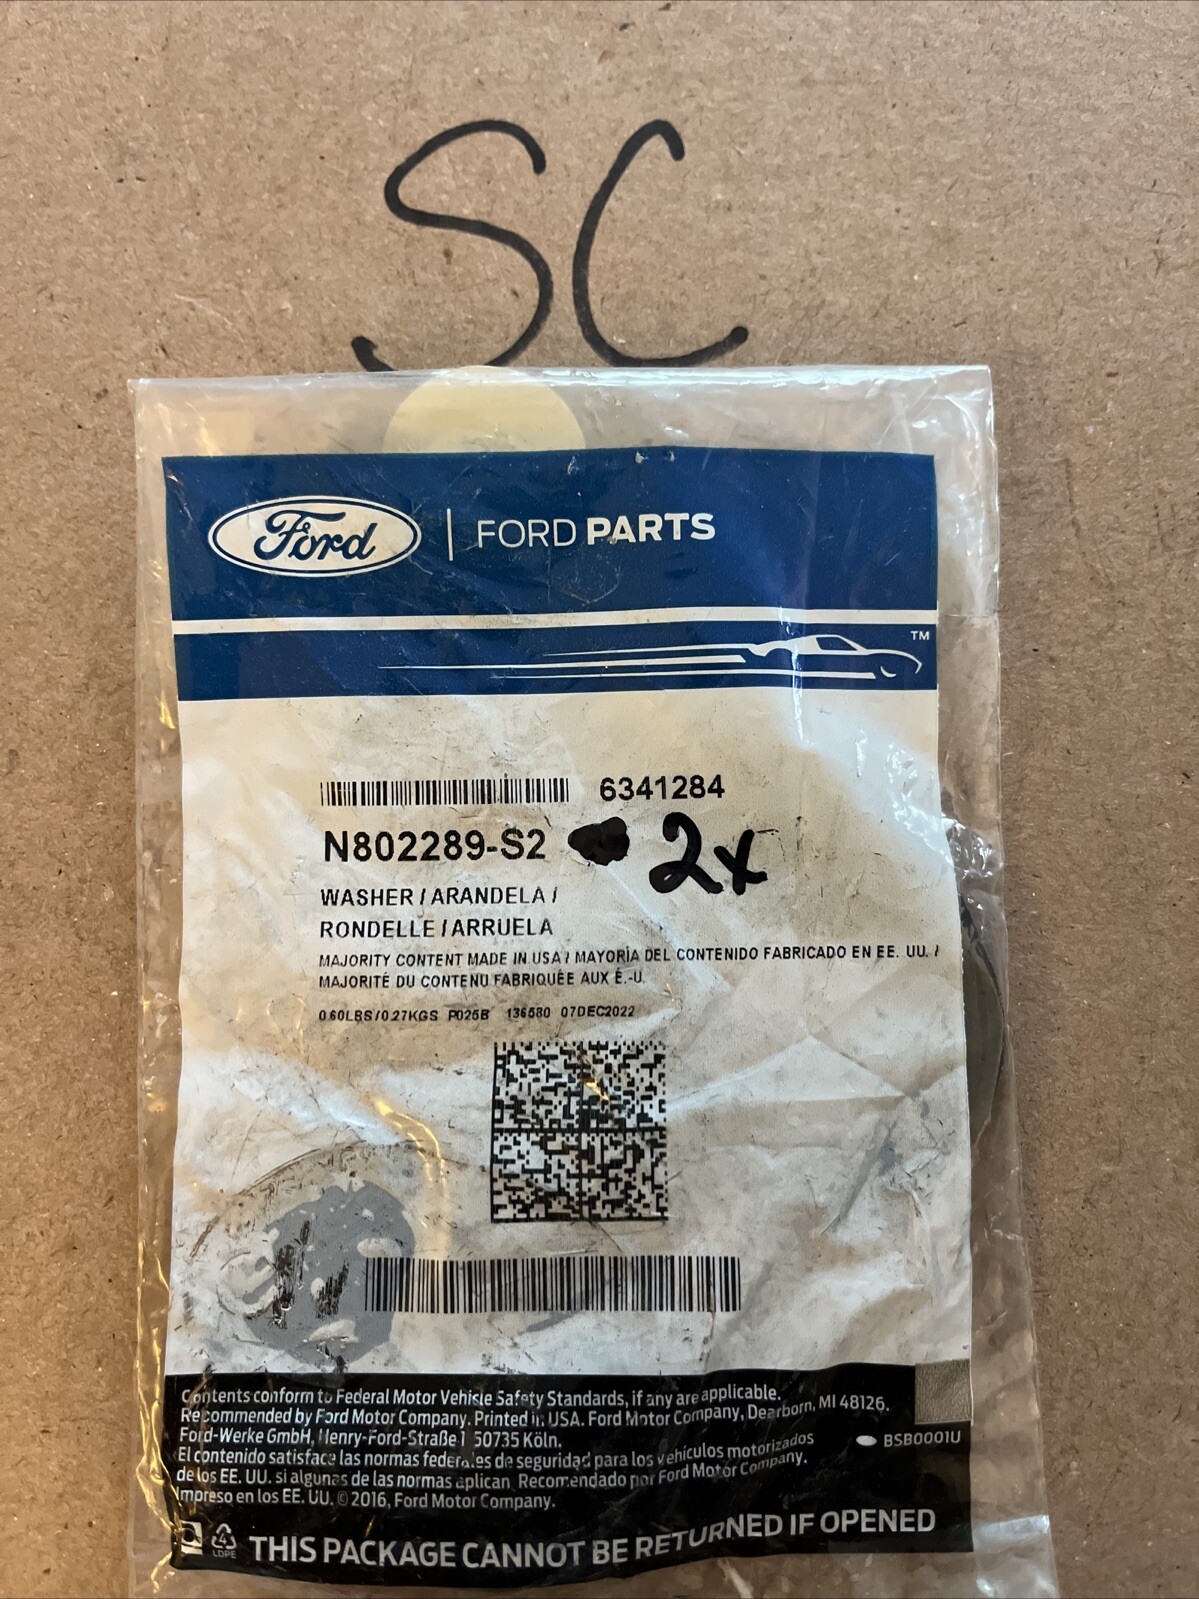 SC
Ford | FORD PARTS
TM
6341284
N802289-S2 2x
WASHER / ARANDELA /
RONDELLE / ARRUELA
MAJORITY CONTENT MADE IN USA / MAYORÍA DEL CONTENIDO FABRICADO EN EE. UU. /
MAJORITÉ DU CONTENU FABRIQUÉE AUX É.-U.
0.60LBS/0.27KGS P025B 136580 07DEC2022
Contents conform to Federal Motor Vehicle Safety Standards, if any are applicable.
Recommended by Ford Motor Company. Printed in USA. Ford Motor Company, Dearborn, MI 48126.
Ford-Werke GmbH, Henry-Ford-Straße 1 50735 Köln.
BSB0001U
El contenido satisface las normas federales de seguridad para los vehículos motorizados
de los EE. UU. si algunas de las normas aplican. Recomendado por Ford Motor Company.
Impreso en los EE. UU. © 2016, Ford Motor Company.
4
LDPE
THIS PACKAGE CANNOT BE RETURNED IF OPENED